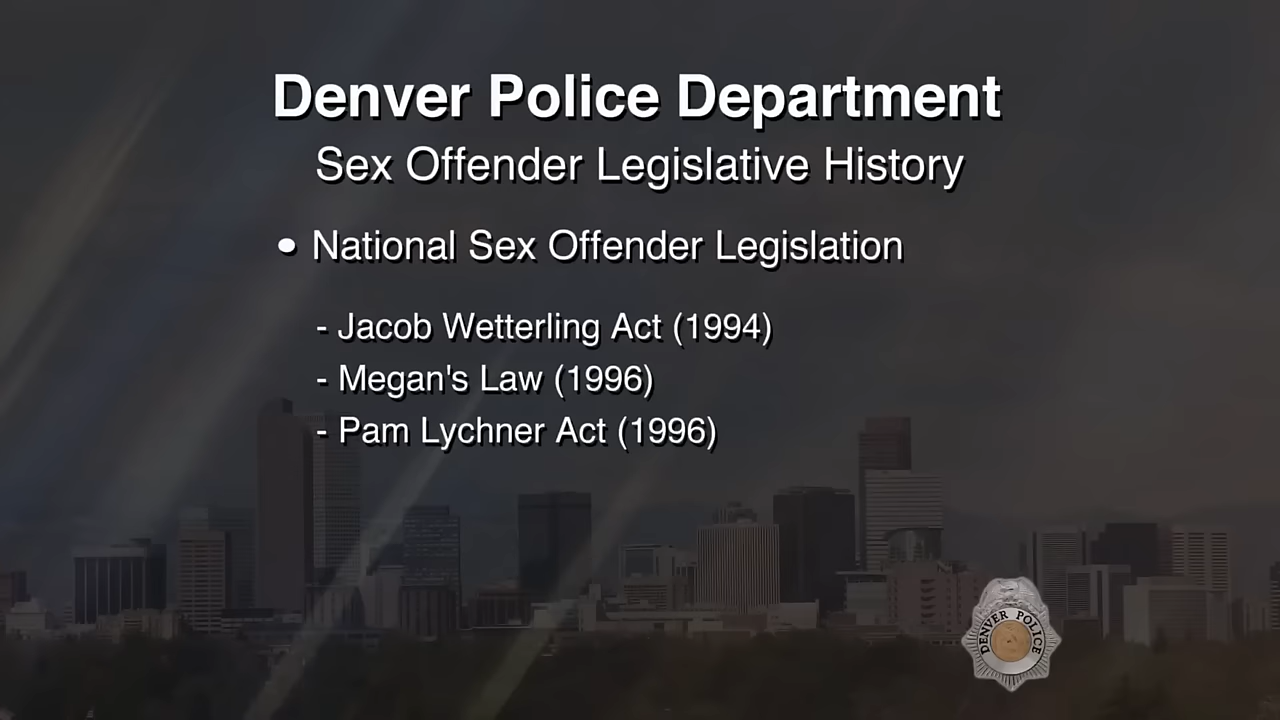 Denver Police Department
Sex Offender Legislative History
• National Sex Offender Legislation
- Jacob Wetterling Act (1994)
- Megan's Law (1996)
- Pam Lychner Act (1996)
DENVER POLICE